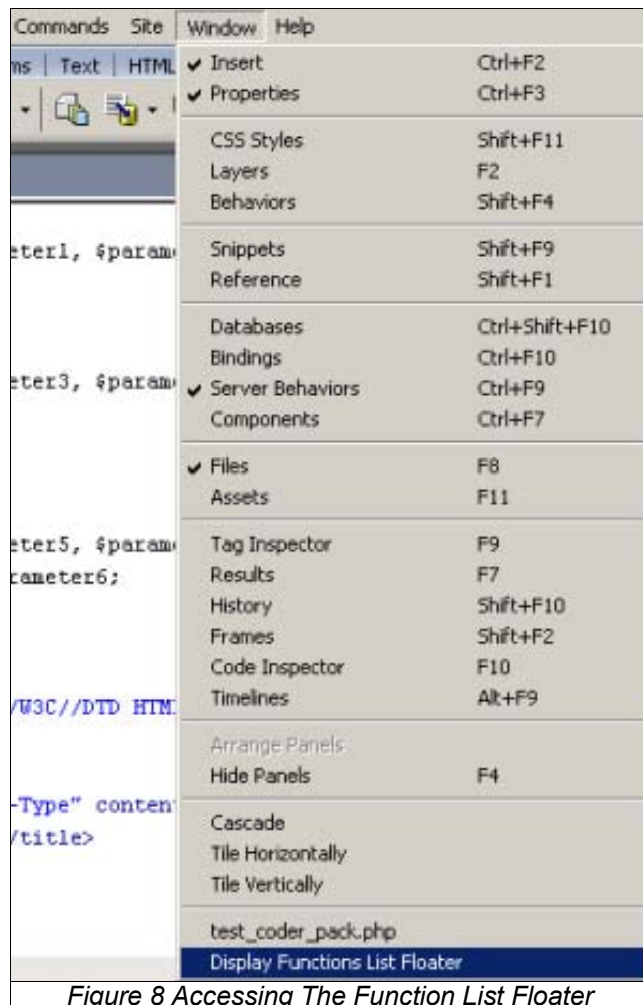 Commands Site Window Help
ms | Text | HTML
Insert Ctrl+F2
Properties Ctrl+F3
CSS Styles Shift+F11
Layers F2
Behaviors Shift+F4
eter1, $param
Snippets Shift+F9
Reference Shift+F1
Databases Ctrl+Shift+F10
Bindings Ctrl+F10
eter3, $param
Server Behaviors Ctrl+F9
Components Ctrl+F7
Files F8
Assets F11
eter5, $param
Tag Inspector F9
rameter6;
Results F7
History Shift+F10
Frames Shift+F2
Code Inspector F10
/W3C//DTD HTM
Timelines Alt+F9
Arrange Panels
Hide Panels F4
-Type" conten
Cascade
/title>
Tile Horizontally
Tile Vertically
test_coder_pack.php
Display Functions List Floater
Figure 8 Accessing The Function List Floater